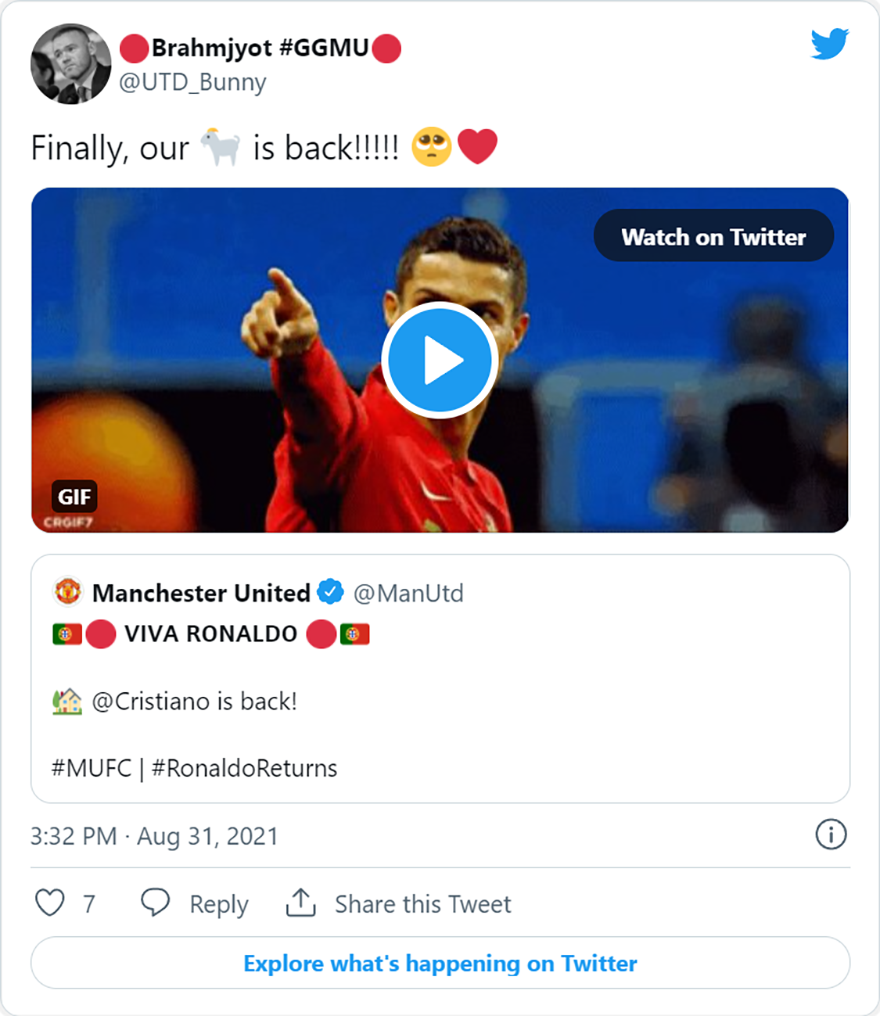 🔴Brahmjyot #GGMU🔴
@UTD_Bunny
Finally, our 🐐 is back!!!!! 🥺❤️
Watch on Twitter
GIF
CRGIF7
Manchester United @ManUtd
🇵🇹🔴 VIVA RONALDO 🔴🇵🇹
🏡 @Cristiano is back!
#MUFC | #RonaldoReturns
3:32 PM · Aug 31, 2021
7 Reply Share this Tweet
Explore what's happening on Twitter